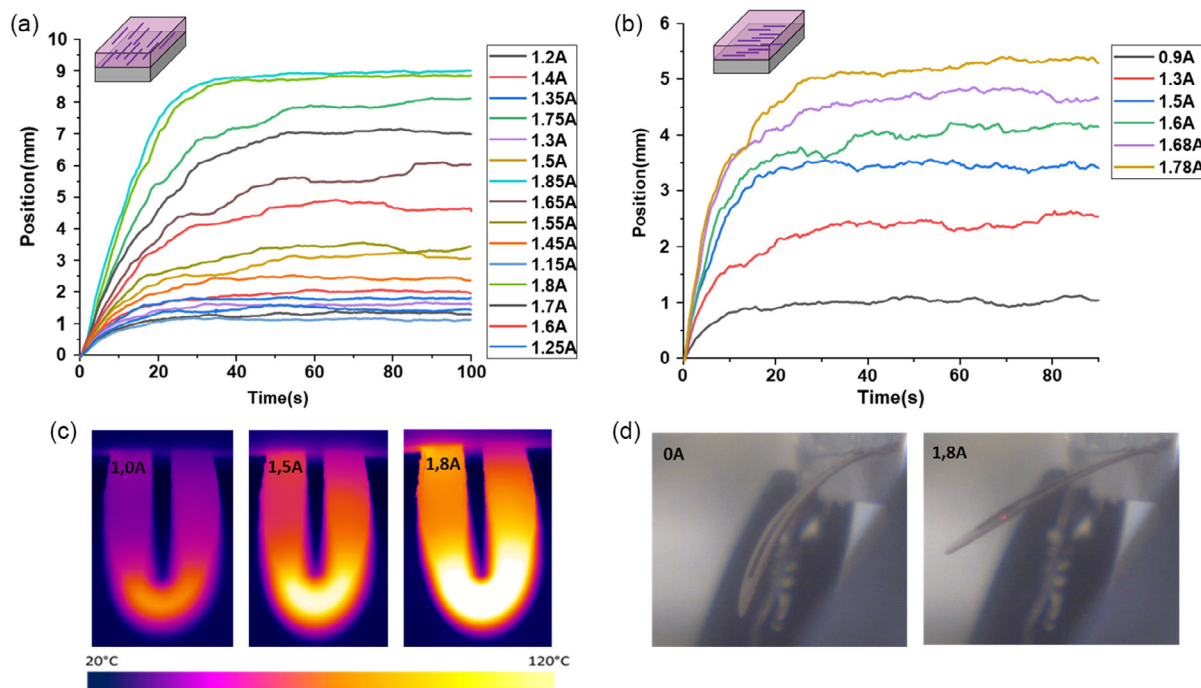 (a)
Position(mm)
10
9
8
7
6
5
4
3
2
1
0
0 20 40 60 80 100
Time(s)
1.2A
1.4A
1.35A
1.75A
1.3A
1.5A
1.85A
1.65A
1.55A
1.45A
1.15A
1.8A
1.7A
1.6A
1.25A
(b)
Position(mm)
6
5
4
3
2
1
0
0 20 40 60 80
Time(s)
0.9A
1.3A
1.5A
1.6A
1.68A
1.78A
(c)
1,0A
1,5A
1,8A
20°C 120°C
(d)
0A
1,8A